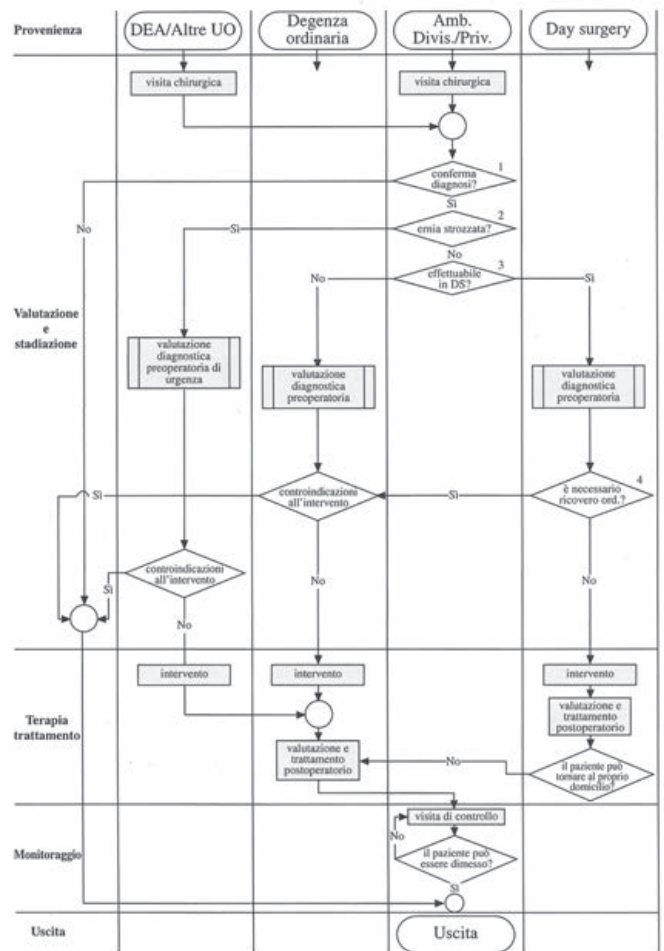 Provenienza
DEA/Altre UO
Degenza
ordinaria
Amb.
Divis./Priv.
Day surgery
visita chirurgica
visita chirurgica
conferma
diagnosi?
1
No
Sì
Sì
ernia strozzata?
2
No
No
effettuabile
in DS?
3
Sì
Valutazione
e
stadiazione
valutazione
diagnostica
preoperatoria di
urgenza
valutazione
diagnostica
preoperatoria
valutazione
diagnostica
preoperatoria
Sì
controindicazioni
all'intervento
Sì
è necessario
ricovero ord.?
4
controindicazioni
all'intervento
Sì
No
No
No
Terapia
trattamento
intervento
intervento
intervento
valutazione e
trattamento
postoperatorio
valutazione e
trattamento
postoperatorio
No
il paziente può
tornare al proprio
domicilio?
Monitoraggio
visita di controllo
No
il paziente può
essere dimesso?
Sì
Uscita
Uscita